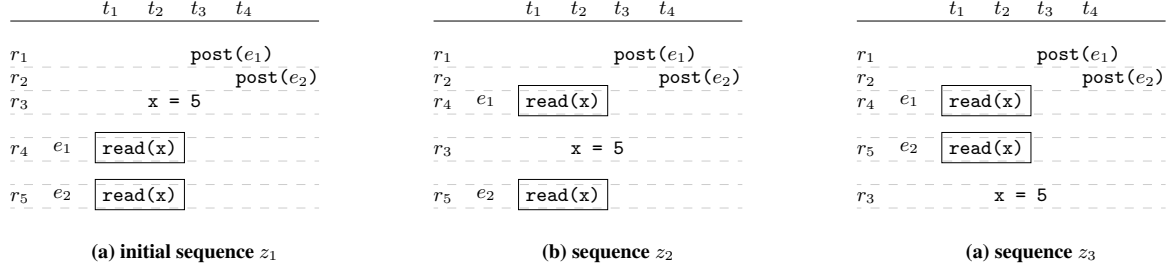 t₁ t₂ t₃ t₄
r₁ post(e₁)
r₂ post(e₂)
r₃ x = 5
r₄ e₁ read(x)
r₅ e₂ read(x)
(a) initial sequence z₁
t₁ t₂ t₃ t₄
r₁ post(e₁)
r₂ post(e₂)
r₄ e₁ read(x)
r₃ x = 5
r₅ e₂ read(x)
(b) sequence z₂
t₁ t₂ t₃ t₄
r₁ post(e₁)
r₂ post(e₂)
r₄ e₁ read(x)
r₅ e₂ read(x)
r₃ x = 5
(a) sequence z₃